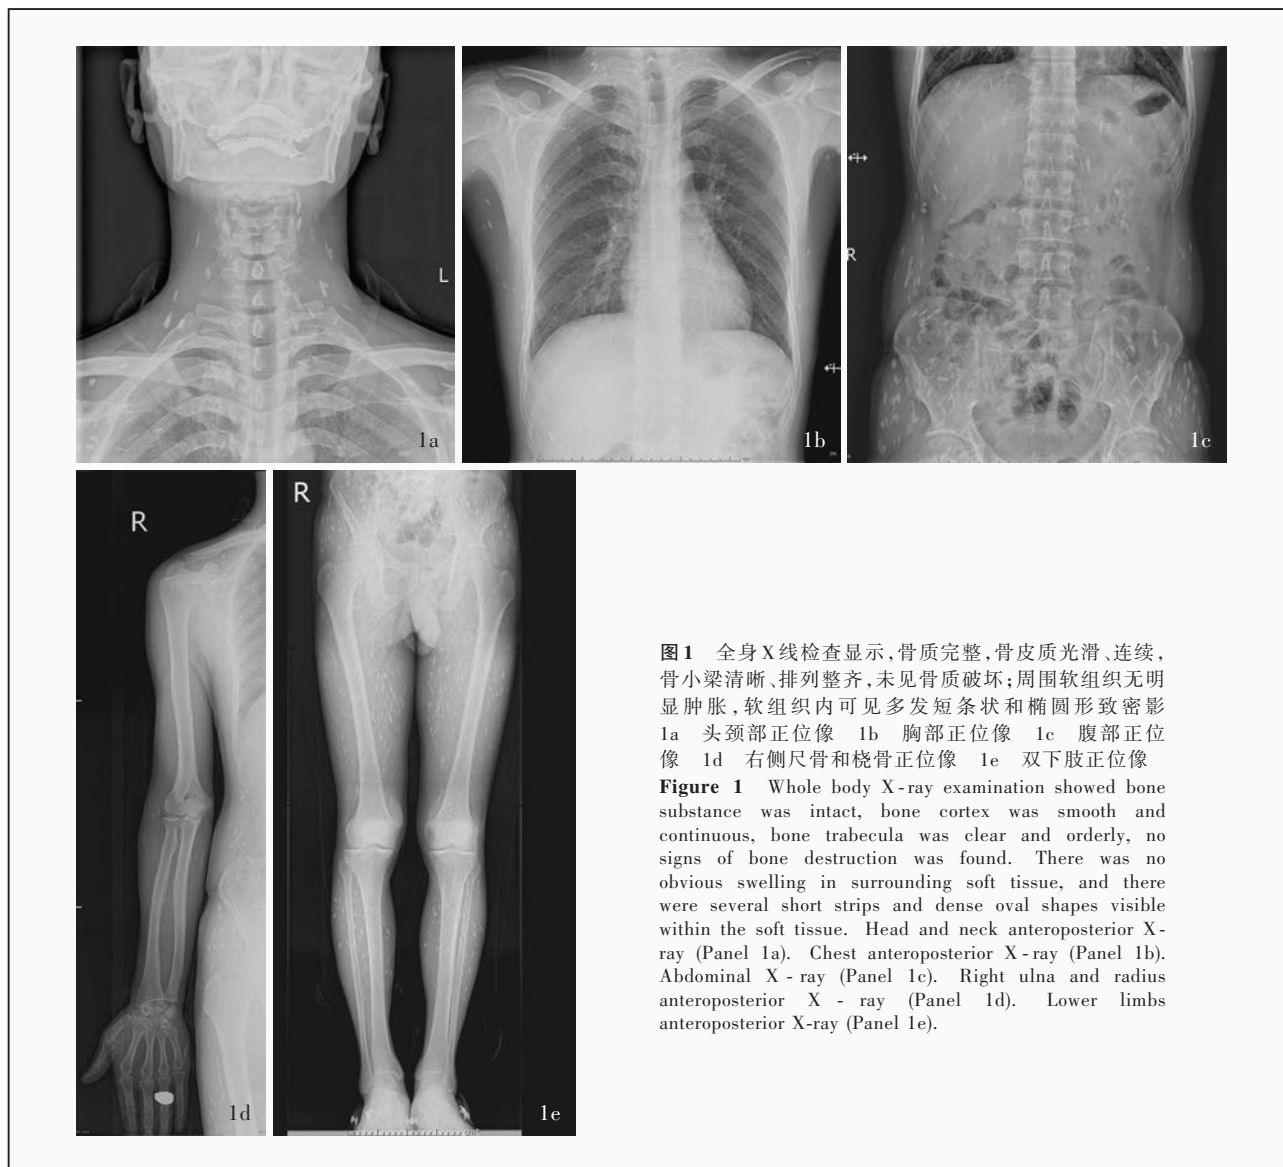 L
1a
1b
R
1c
R
1d
R
1e
图1 全身X线检查显示,骨质完整,骨皮质光滑、连续,
骨小梁清晰、排列整齐,未见骨质破坏;周围软组织无明
显肿胀,软组织内可见多发短条状和椭圆形致密影
1a 头颈部正位像 1b 胸部正位像 1c 腹部正位
像 1d 右侧尺骨和桡骨正位像 1e 双下肢正位像
Figure 1 Whole body X-ray examination showed bone
substance was intact, bone cortex was smooth and
continuous, bone trabecula was clear and orderly, no
signs of bone destruction was found. There was no
obvious swelling in surrounding soft tissue, and there
were several short strips and dense oval shapes visible
within the soft tissue. Head and neck anteroposterior X-
ray (Panel 1a). Chest anteroposterior X-ray (Panel 1b).
Abdominal X-ray (Panel 1c). Right ulna and radius
anteroposterior X-ray (Panel 1d). Lower limbs
anteroposterior X-ray (Panel 1e).